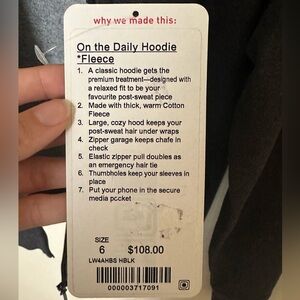 why we made this:
On the Daily Hoodie
*Fleece
1. A classic hoodie gets the
premium treatment—designed with
a relaxed fit to be your
favourite post-sweat piece
2. Made with thick, warm Cotton
Fleece
3. Large, cozy hood keeps your
post-sweat hair under wraps
4. Zipper garage keeps chafe in
check
5. Elastic zipper pull doubles as
an emergency hair tie
6. Thumbholes keep your sleeves in
place
7. Put your phone in the secure
media pocket
SIZE
6 $108.00
LW4AHBS HBLK
000003717091